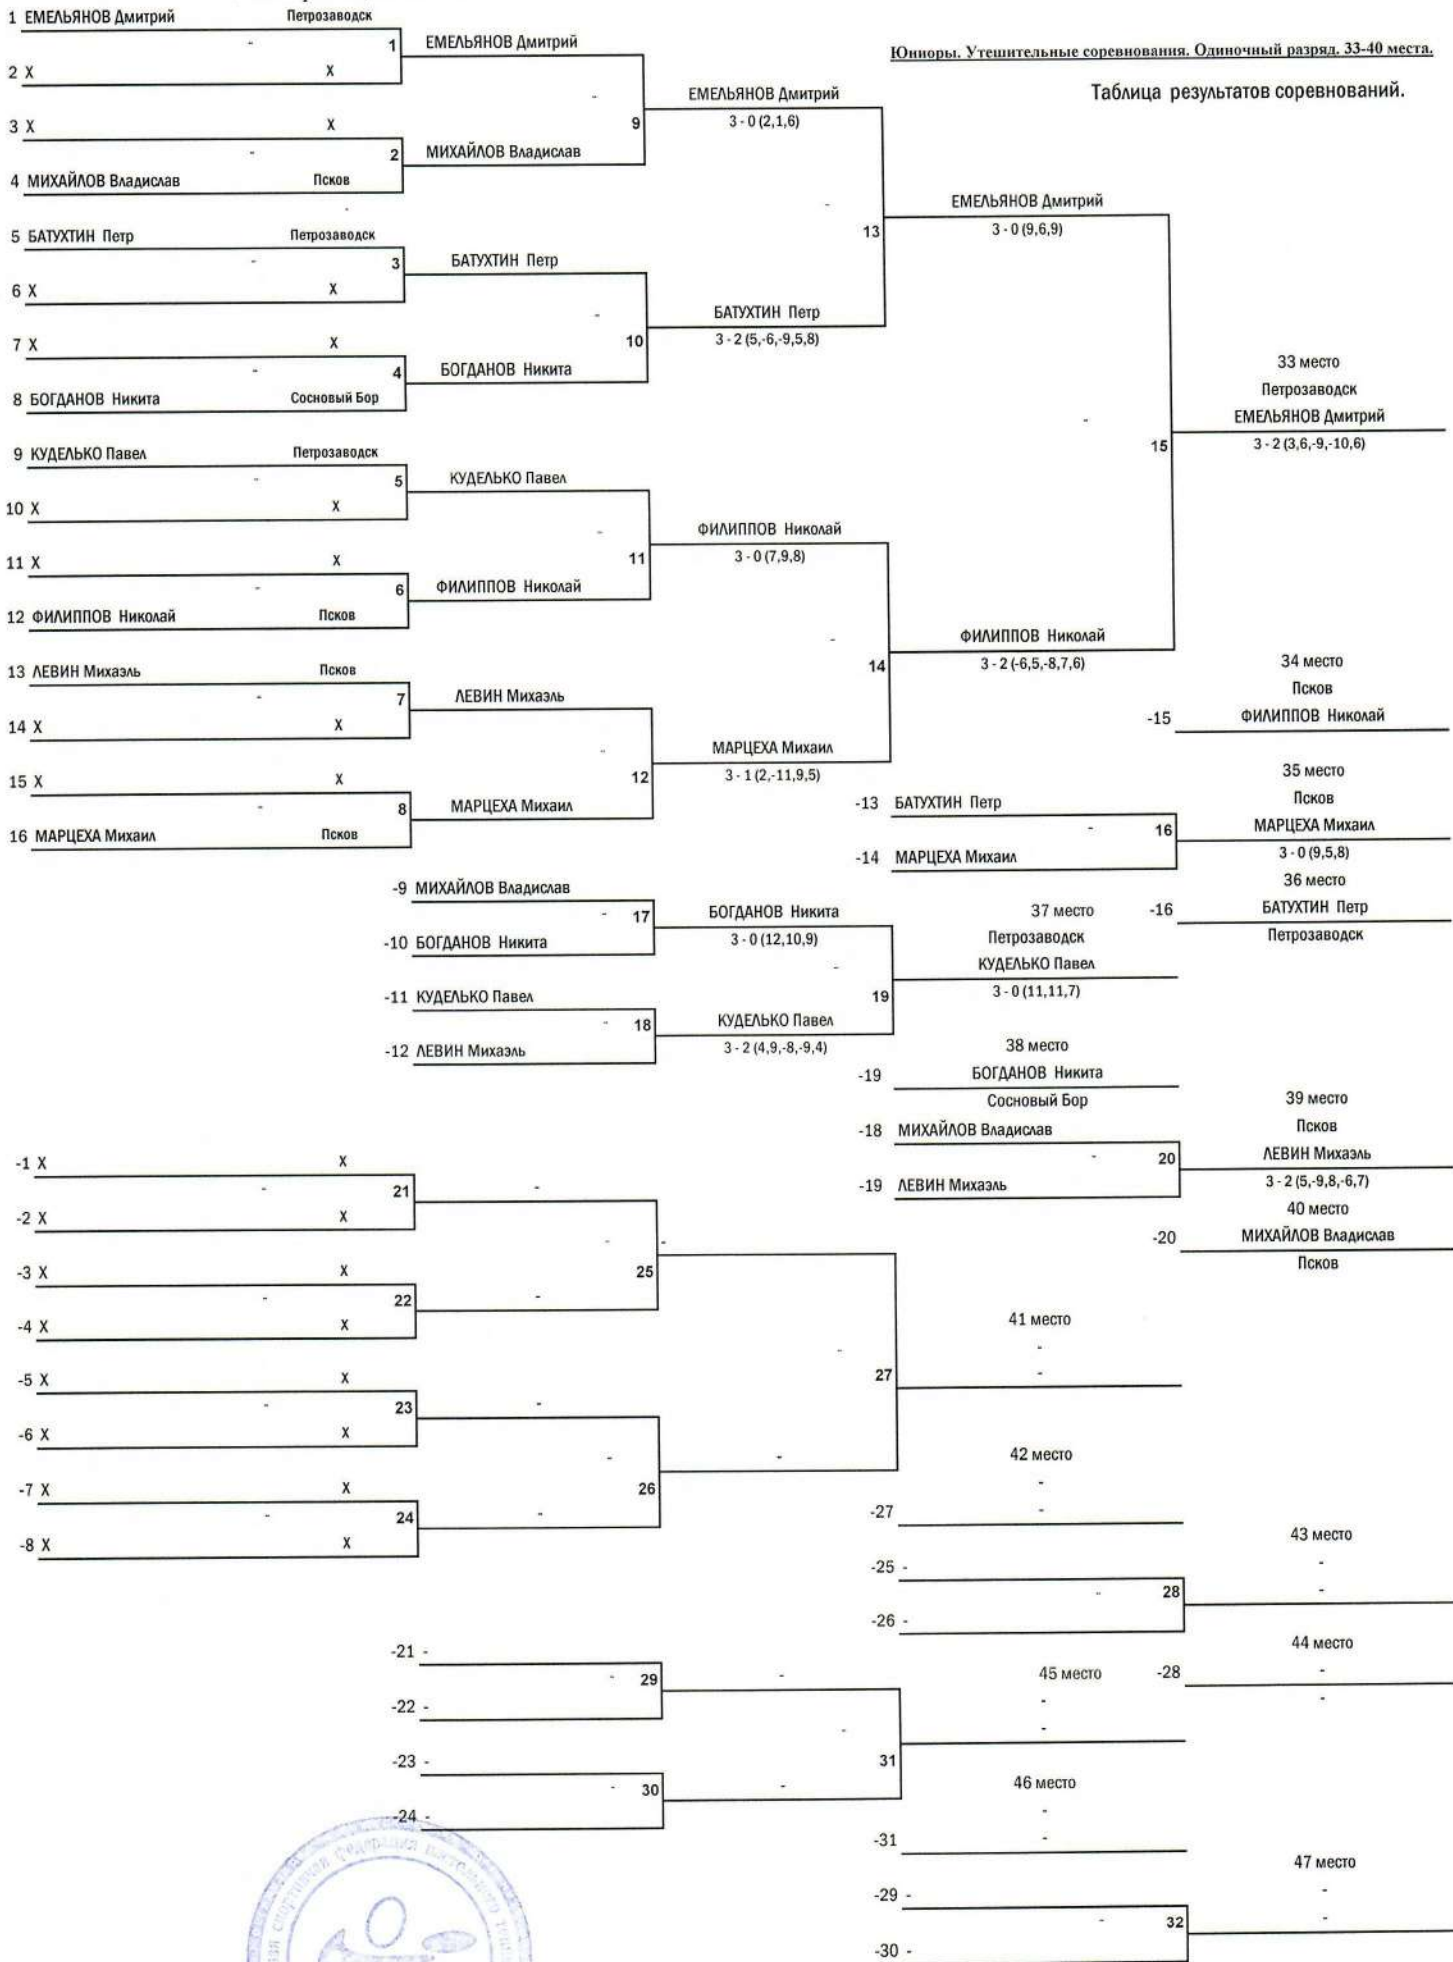 Юниоры. Утешительные соревнования. Одиночный разряд. 33-40 места.
Таблица результатов соревнований.
1 ЕМЕЛЬЯНОВ Дмитрий Петрозаводск
1 ЕМЕЛЬЯНОВ Дмитрий
2 X X
ЕМЕЛЬЯНОВ Дмитрий
9 3 - 0 (2,1,6)
3 X X
2 МИХАЙЛОВ Владислав
4 МИХАЙЛОВ Владислав Псков
ЕМЕЛЬЯНОВ Дмитрий
13 3 - 0 (9,6,9)
5 БАТУХТИН Петр Петрозаводск
3 БАТУХТИН Петр
6 X X
БАТУХТИН Петр
10 3 - 2 (5,-6,-9,5,8)
7 X X
4 БОГДАНОВ Никита
8 БОГДАНОВ Никита Сосновый Бор
33 место
Петрозаводск
ЕМЕЛЬЯНОВ Дмитрий
15 3 - 2 (3,6,-9,-10,6)
9 КУДЕЛЬКО Павел Петрозаводск
5 КУДЕЛЬКО Павел
10 X X
ФИЛИППОВ Николай
11 3 - 0 (7,9,8)
11 X X
6 ФИЛИППОВ Николай
12 ФИЛИППОВ Николай Псков
ФИЛИППОВ Николай
14 3 - 2 (-6,5,-8,7,6)
13 ЛЕВИН Михаэль Псков
7 ЛЕВИН Михаэль
14 X X
МАРЦЕХА Михаил
12 3 - 1 (2,-11,9,5)
15 X X
8 МАРЦЕХА Михаил
16 МАРЦЕХА Михаил Псков
34 место
Псков
-15 ФИЛИППОВ Николай
35 место
-13 БАТУХТИН Петр Псков
16 МАРЦЕХА Михаил
-14 МАРЦЕХА Михаил 3 - 0 (9,5,8)
36 место
-16 БАТУХТИН Петр
Петрозаводск
-9 МИХАЙЛОВ Владислав
17 БОГДАНОВ Никита
-10 БОГДАНОВ Никита 3 - 0 (12,10,9)
37 место
Петрозаводск
КУДЕЛЬКО Павел
19 3 - 0 (11,11,7)
-11 КУДЕЛЬКО Павел
18 КУДЕЛЬКО Павел
-12 ЛЕВИН Михаэль 3 - 2 (4,9,-8,-9,4)
38 место
-19 БОГДАНОВ Никита
Сосновый Бор
39 место
-18 МИХАЙЛОВ Владислав Псков
20 ЛЕВИН Михаэль
-19 ЛЕВИН Михаэль 3 - 2 (5,-9,8,-6,7)
40 место
-20 МИХАЙЛОВ Владислав
Псков
-1 X X
21 -
-2 X X
25 -
-3 X X
22 -
-4 X X
41 место
-
27 -
-5 X X
23 -
-6 X X
26 -
-7 X X
24 -
-8 X X
42 место
-
-27 -
43 место
-25 - -
28 -
-26 -
44 место
-28 -
-
-21 -
29 -
-22 -
45 место
-
31 -
-23 -
30 -
-24 -
46 место
-
-31 -
47 место
-29 - -
32 -
-30 -
спортивная федерация настольного